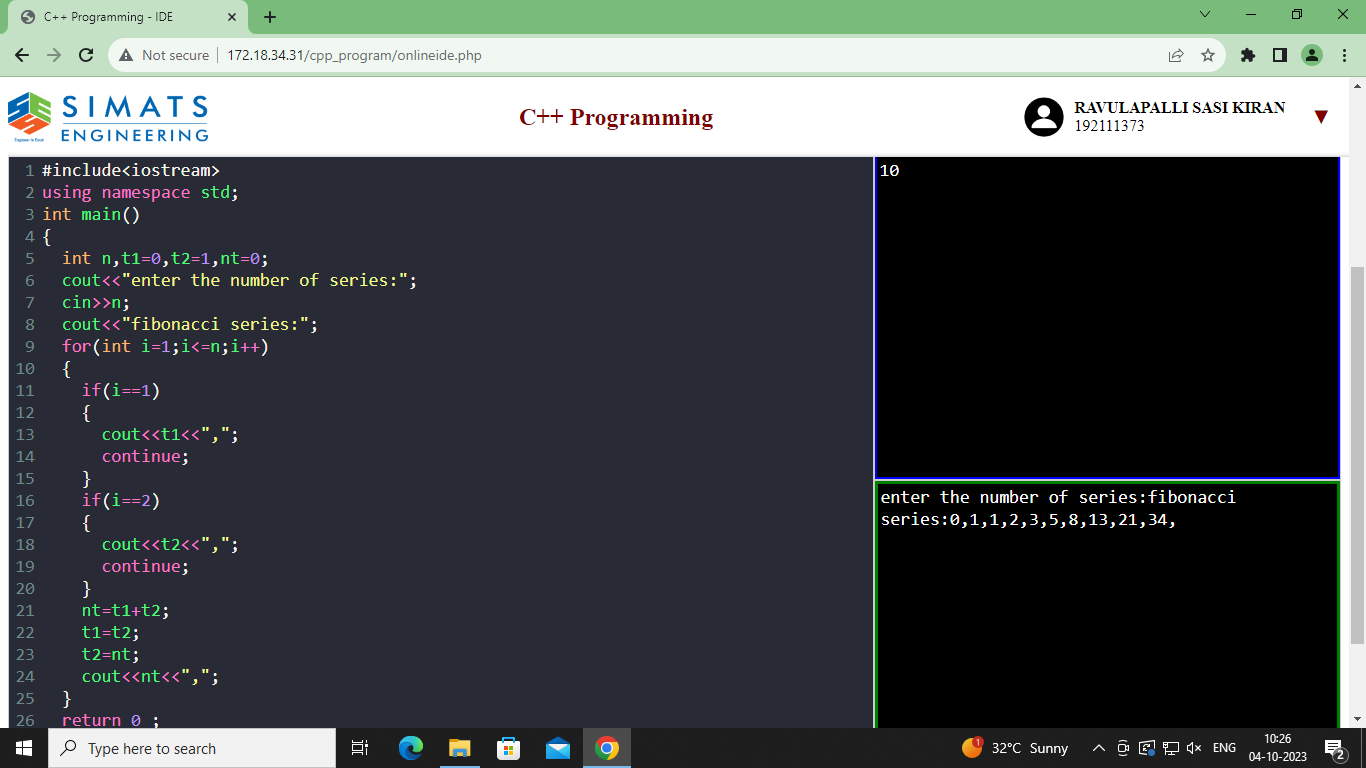 C++ Programming - IDE
Not secure
172.18.34.31/cpp_program/onlineide.php
SIMATS
ENGINEERING
Engineer to Excel
C++ Programming
RAVULAPALLI SASI KIRAN
192111373
1 #include<iostream>
2 using namespace std;
3 int main()
4 {
5 int n,t1=0,t2=1,nt=0;
6 cout<<"enter the number of series:";
7 cin>>n;
8 cout<<"fibonacci series:";
9 for(int i=1;i<=n;i++)
10 {
11 if(i==1)
12 {
13 cout<<t1<<",";
14 continue;
15 }
16 if(i==2)
17 {
18 cout<<t2<<",";
19 continue;
20 }
21 nt=t1+t2;
22 t1=t2;
23 t2=nt;
24 cout<<nt<<",";
25 }
26 return 0 ;
10
enter the number of series:fibonacci
series:0,1,1,2,3,5,8,13,21,34,
Type here to search
1
32°C Sunny
ENG
10:26
04-10-2023
2